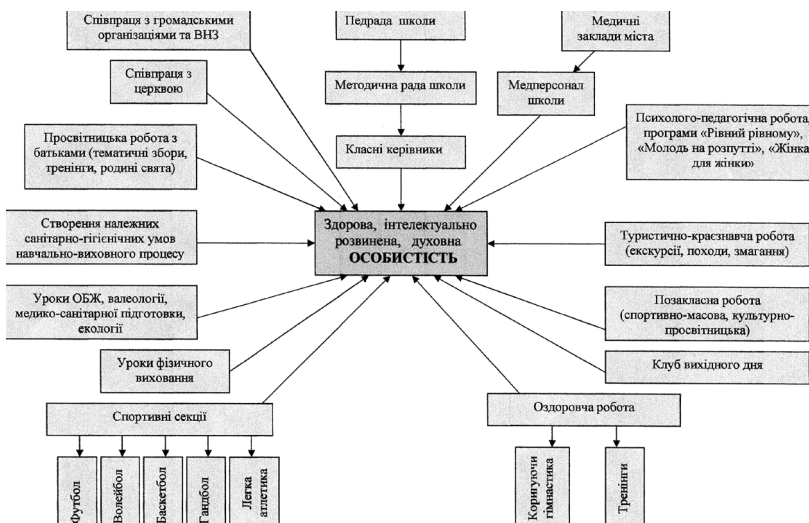 Співпраця з громадськими
організаціями та ВНЗ
Педрада школи
Медичні
заклади міста
Співпраця з
церквою
Методична рада школи
Медперсонал
школи
Просвітницька робота з
батьками (тематичні збори,
тренінги, родині свята)
Класні керівники
Психолого-педагогічна робота,
програми «Рівний рівному»,
«Молодь на розпутті», «Жінка
для жінки»
Створення належних
санітарно-гігієнічних умов
навчально-виховного процесу
Здорова, інтелектуально
розвинена, духовна
ОСОБИСТІСТЬ
Туристично-краєзнавча робота
(екскурсії, походи, змагання)
Уроки ОБЖ, валеології,
медико-санітарної підготовки,
екології
Позакласна робота
(спортивно-масова, культурно-
просвітницька)
Уроки фізичного
виховання
Клуб вихідного дня
Спортивні секції
Оздоровча робота
Футбол
Волейбол
Баскетбол
Гандбол
Легка
атлетика
Коригуючи
гімнастика
Тренінги